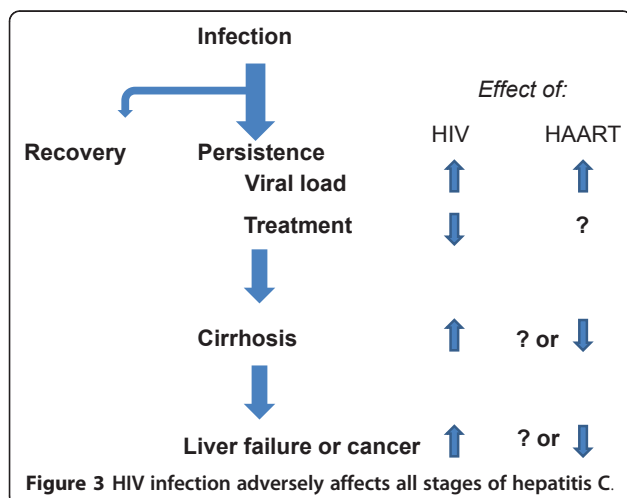 Infection
Effect of:
HIV HAART
Recovery Persistence
Viral load
Treatment ?
Cirrhosis ? or
Liver failure or cancer ? or
Figure 3 HIV infection adversely affects all stages of hepatitis C.